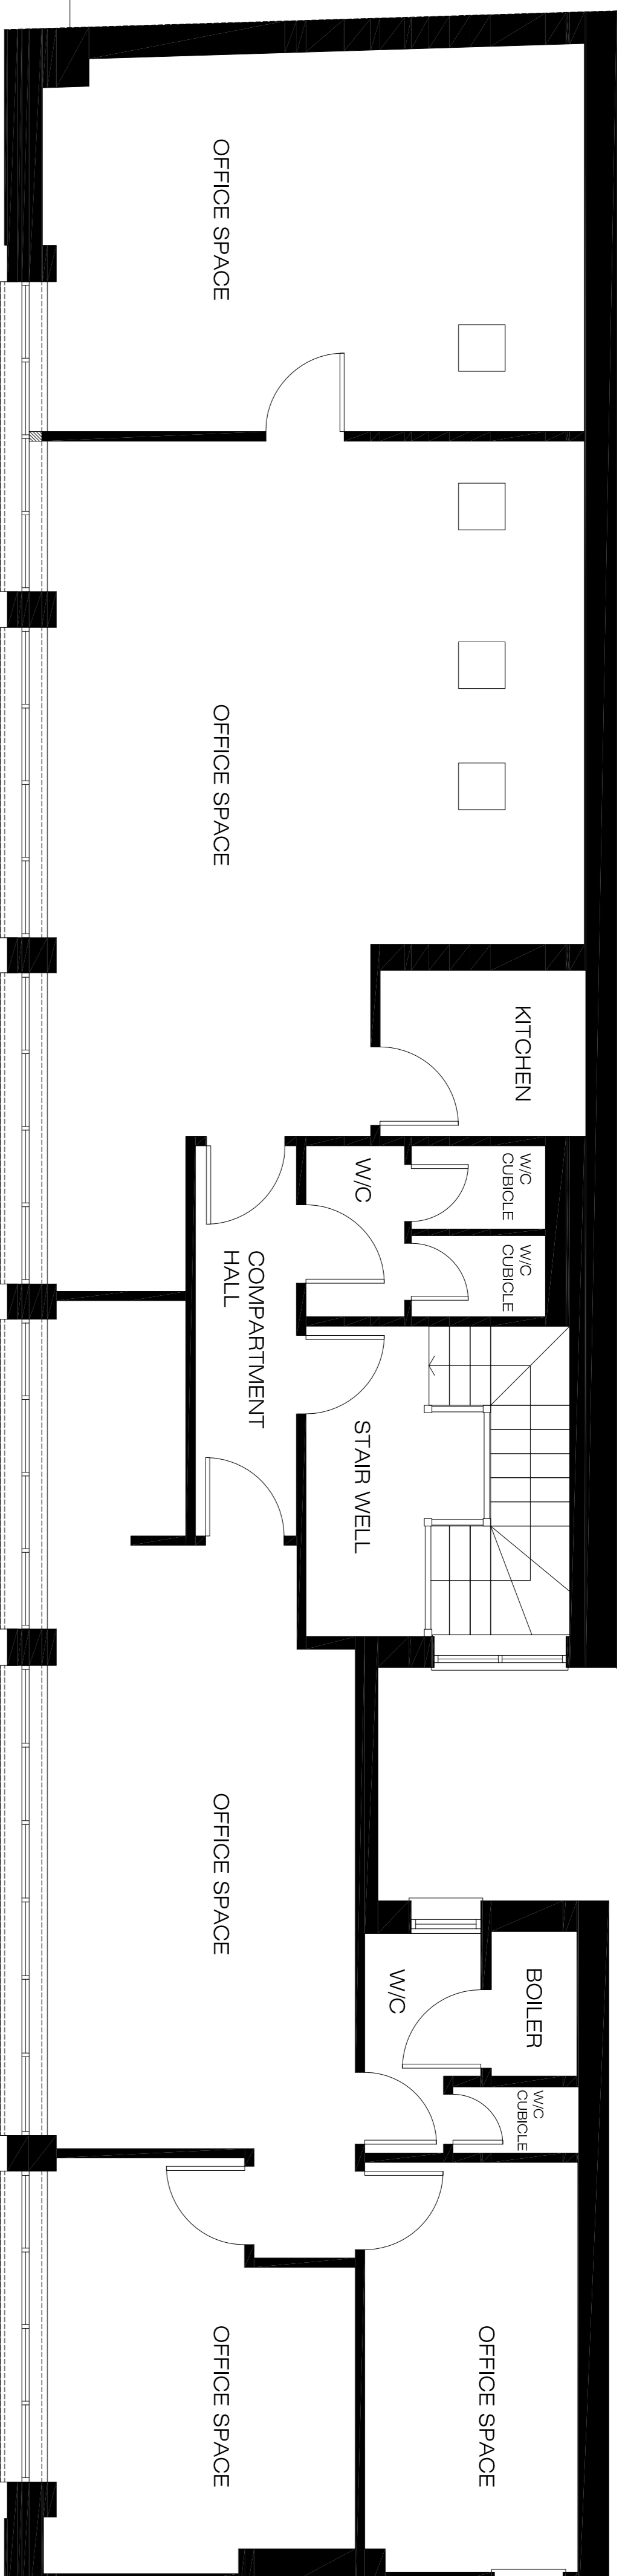 OFFICE SPACE
OFFICE SPACE
KITCHEN
W/C
W/C
CUBICLE
W/C
CUBICLE
COMPARTMENT
HALL
STAIR WELL
OFFICE SPACE
W/C
BOILER
W/C
CUBICLE
OFFICE SPACE
OFFICE SPACE